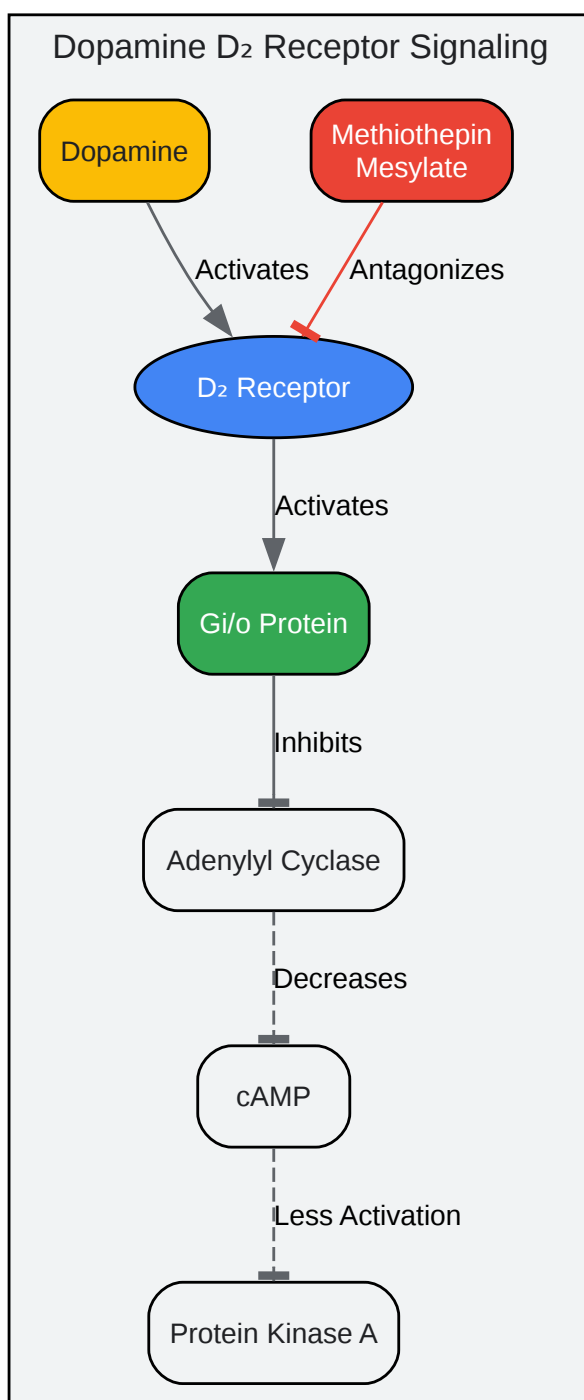 Dopamine D₂ Receptor Signaling
Dopamine
Methiothepin
Mesylate
Activates
Antagonizes
D₂ Receptor
Activates
Gi/o Protein
Inhibits
Adenylyl Cyclase
Decreases
cAMP
Less Activation
Protein Kinase A